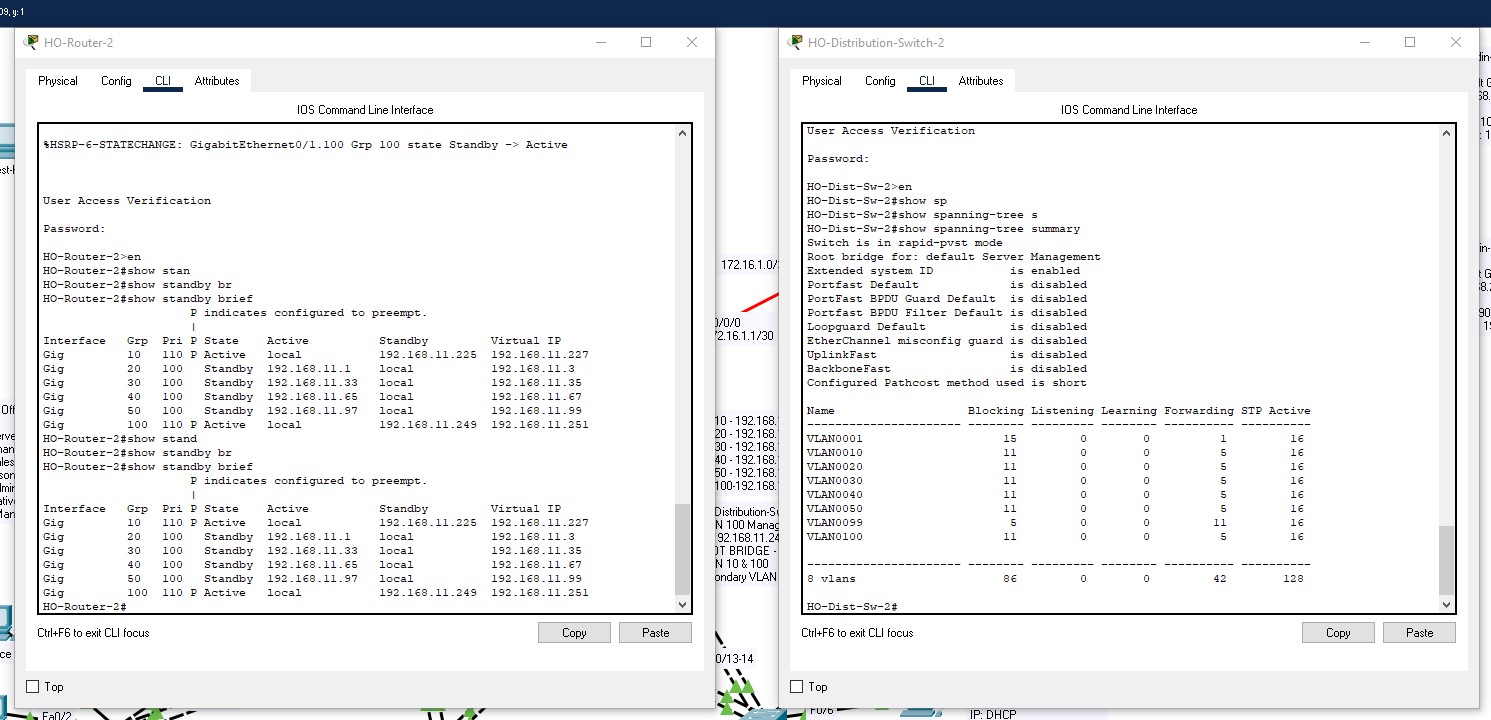 09, y: 1
HO-Router-2
Physical Config CLI Attributes
IOS Command Line Interface
%HSRP-6-STATECHANGE: GigabitEthernet0/1.100 Grp 100 state Standby -> Active
User Access Verification
Password:
HO-Router-2>en
HO-Router-2#show stan
HO-Router-2#show standby br
HO-Router-2#show standby brief
P indicates configured to preempt.
|
Interface Grp Pri P State Active Standby Virtual IP
Gig 10 110 P Active local 192.168.11.225 192.168.11.227
Gig 20 100 Standby 192.168.11.1 local 192.168.11.3
Gig 30 100 Standby 192.168.11.33 local 192.168.11.35
Gig 40 100 Standby 192.168.11.65 local 192.168.11.67
Gig 50 100 Standby 192.168.11.97 local 192.168.11.99
Gig 100 110 P Active local 192.168.11.249 192.168.11.251
HO-Router-2#show stand
HO-Router-2#show standby br
HO-Router-2#show standby brief
P indicates configured to preempt.
|
Interface Grp Pri P State Active Standby Virtual IP
Gig 10 110 P Active local 192.168.11.225 192.168.11.227
Gig 20 100 Standby 192.168.11.1 local 192.168.11.3
Gig 30 100 Standby 192.168.11.33 local 192.168.11.35
Gig 40 100 Standby 192.168.11.65 local 192.168.11.67
Gig 50 100 Standby 192.168.11.97 local 192.168.11.99
Gig 100 110 P Active local 192.168.11.249 192.168.11.251
HO-Router-2#
Ctrl+F6 to exit CLI focus
Copy Paste
Top
Fa0/2
172.16.1.0/
0/0/0
72.16.1.1/30
10 - 192.168.
20 - 192.168.
30 - 192.168.
40 - 192.168.
50 - 192.168.
100-192.168.
Distribution-Sw
N 100 Manag
92.168.11.24
OT BRIDGE -
N 10 & 100
ondary VLAN
0/13-14
HO-Distribution-Switch-2
Physical Config CLI Attributes
IOS Command Line Interface
User Access Verification
Password:
HO-Dist-Sw-2>en
HO-Dist-Sw-2#show sp
HO-Dist-Sw-2#show spanning-tree s
HO-Dist-Sw-2#show spanning-tree summary
Switch is in rapid-pvst mode
Root bridge for: default Server Management
Extended system ID is enabled
Portfast Default is disabled
PortFast BPDU Guard Default is disabled
Portfast BPDU Filter Default is disabled
Loopguard Default is disabled
EtherChannel misconfig guard is disabled
UplinkFast is disabled
BackboneFast is disabled
Configured Pathcost method used is short
Name Blocking Listening Learning Forwarding STP Active
---------------------- -------- --------- -------- ---------- ----------
VLAN0001 15 0 0 1 16
VLAN0010 11 0 0 5 16
VLAN0020 11 0 0 5 16
VLAN0030 11 0 0 5 16
VLAN0040 11 0 0 5 16
VLAN0050 11 0 0 5 16
VLAN0099 5 0 0 11 16
VLAN0100 11 0 0 5 16
---------------------- -------- --------- -------- ---------- ----------
8 vlans 86 0 0 42 128
HO-Dist-Sw-2#
Ctrl+F6 to exit CLI focus
Copy Paste
Top
F0/6
IP: DHCP